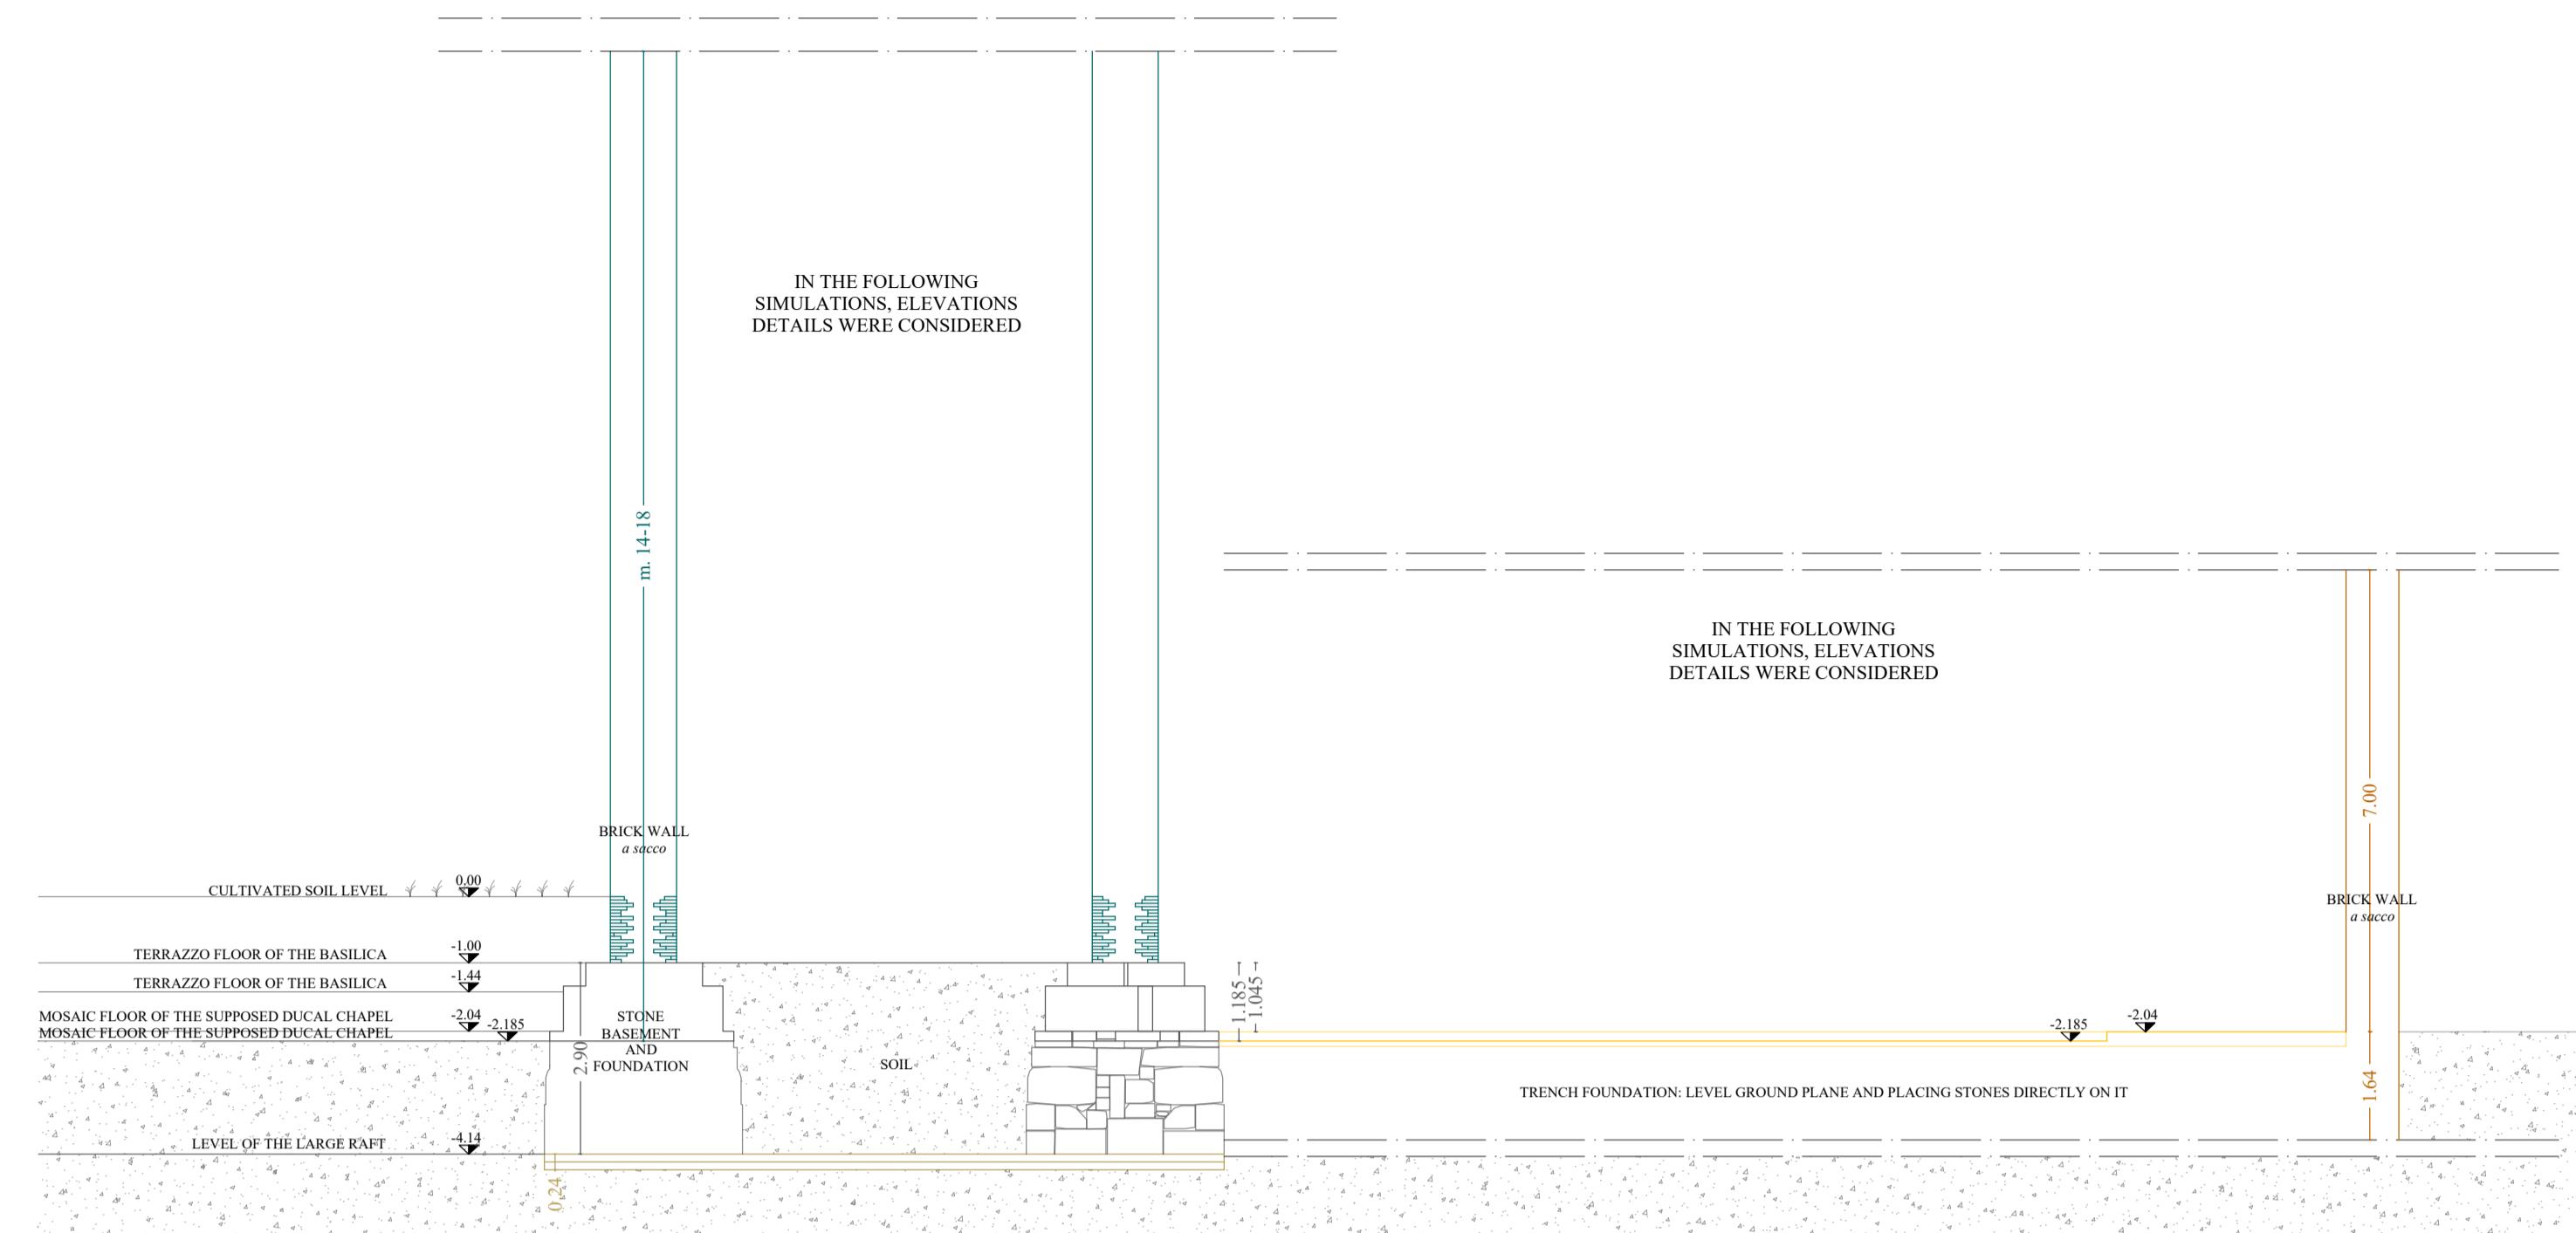 IN THE FOLLOWING
SIMULATIONS, ELEVATIONS
DETAILS WERE CONSIDERED
m. 14-18
IN THE FOLLOWING
SIMULATIONS, ELEVATIONS
DETAILS WERE CONSIDERED
7.00
BRICK WALL
a sacco
BRICK WALL
a sacco
CULTIVATED SOIL LEVEL 0.00
TERRAZZO FLOOR OF THE BASILICA -1.00
TERRAZZO FLOOR OF THE BASILICA -1.44
MOSAIC FLOOR OF THE SUPPOSED DUCAL CHAPEL -2.04
MOSAIC FLOOR OF THE SUPPOSED DUCAL CHAPEL -2.185
STONE
BASEMENT
AND
FOUNDATION
2.90
SOIL
1.185
1.045
-2.185
-2.04
TRENCH FOUNDATION: LEVEL GROUND PLANE AND PLACING STONES DIRECTLY ON IT
1.64
LEVEL OF THE LARGE RAFT -4.14
0.24